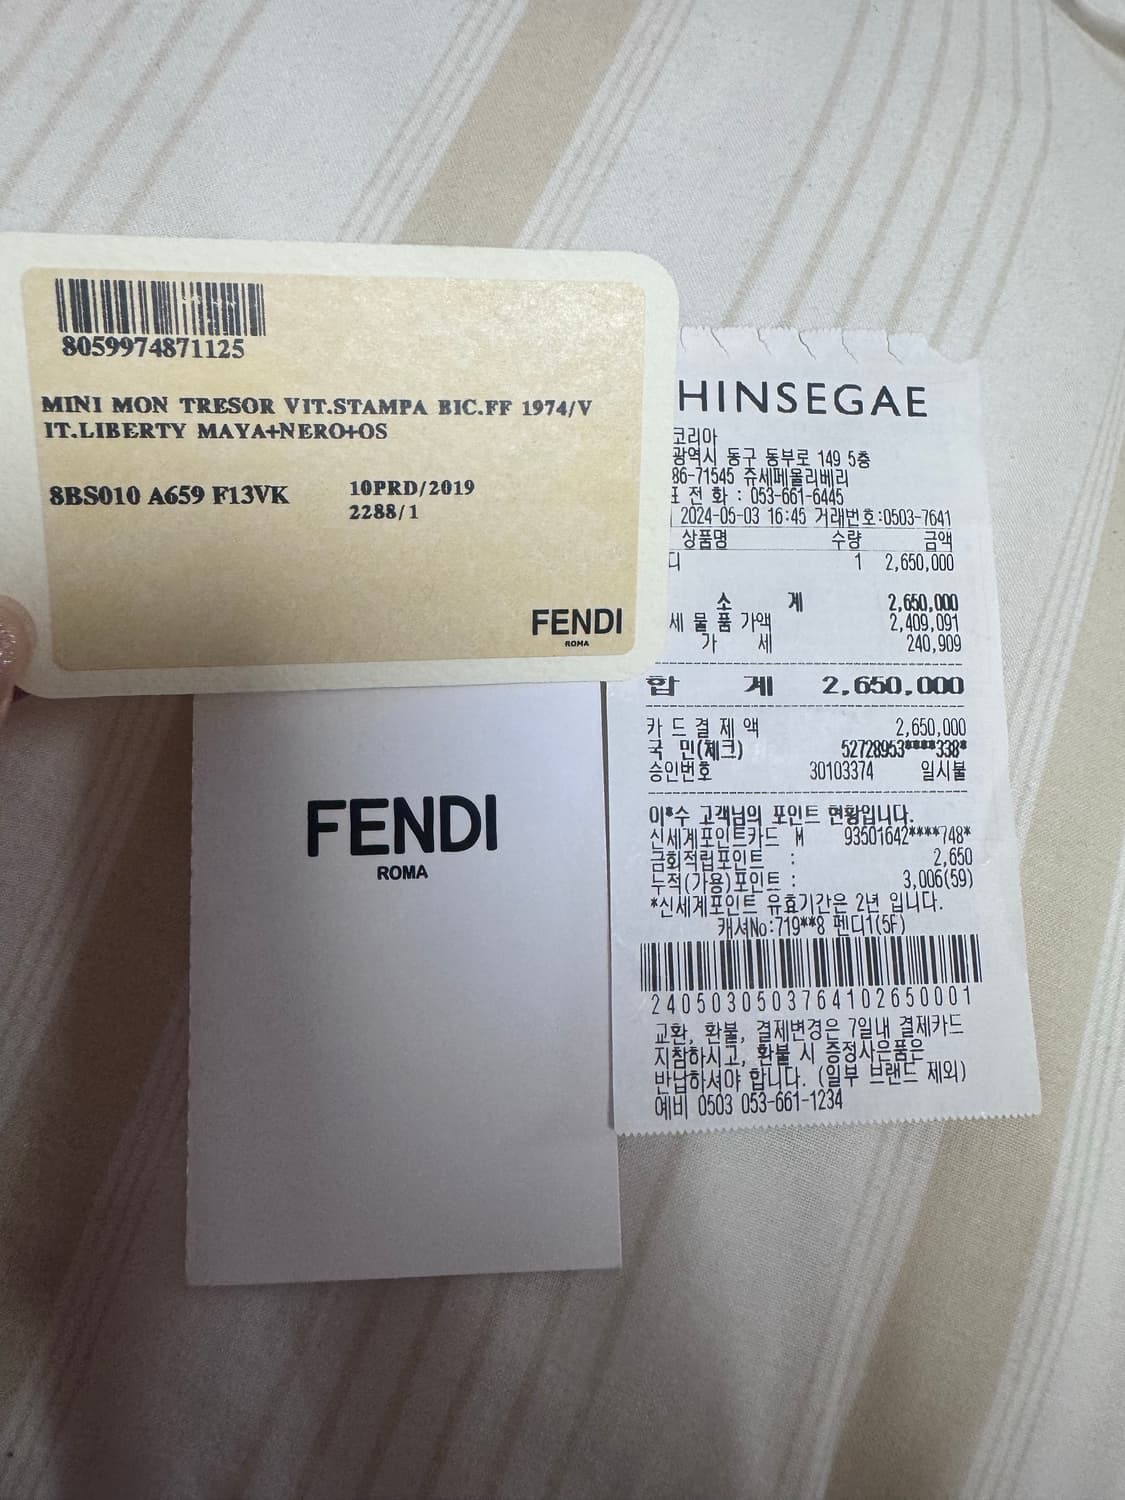 8059974871125
MINI MON TRESOR VIT.STAMPA BIC.FF 1974/V
IT.LIBERTY MAYA+NERO+OS
8BS010 A659 F13VK
10PRD/2019
2288/1
FENDI
ROMA
FENDI
ROMA
HINSEGAE
코리아
광역시 동구 동부로 149 5층
86-71545 쥬세페몰리베리
표 전화 : 053-661-6445
2024-05-03 16:45 거래번호:0503-7641
상품명 수량 금액
디 1 2,650,000
소 계 2,650,000
세 물 품 가액 2,409,091
가 세 240,909
합 계 2,650,000
카 드 결 제 액 2,650,000
국 민(체크) 52728953****338*
승인번호 30103374 일시불
이*수 고객님의 포인트 현황입니다.
신세계포인트카드 M 93501642****748*
금회적립포인트 : 2,650
누적(가용)포인트 : 3,006(59)
*신세계포인트 유효기간은 2년 입니다.
캐셔No:719**8 펜디1(5F)
2405030503764102650001
교환, 환불, 결제변경은 7일내 결제카드
지참하시고, 환불 시 증정사은품은
반납하셔야 합니다. (일부 브랜드 제외)
예비 0503 053-661-1234